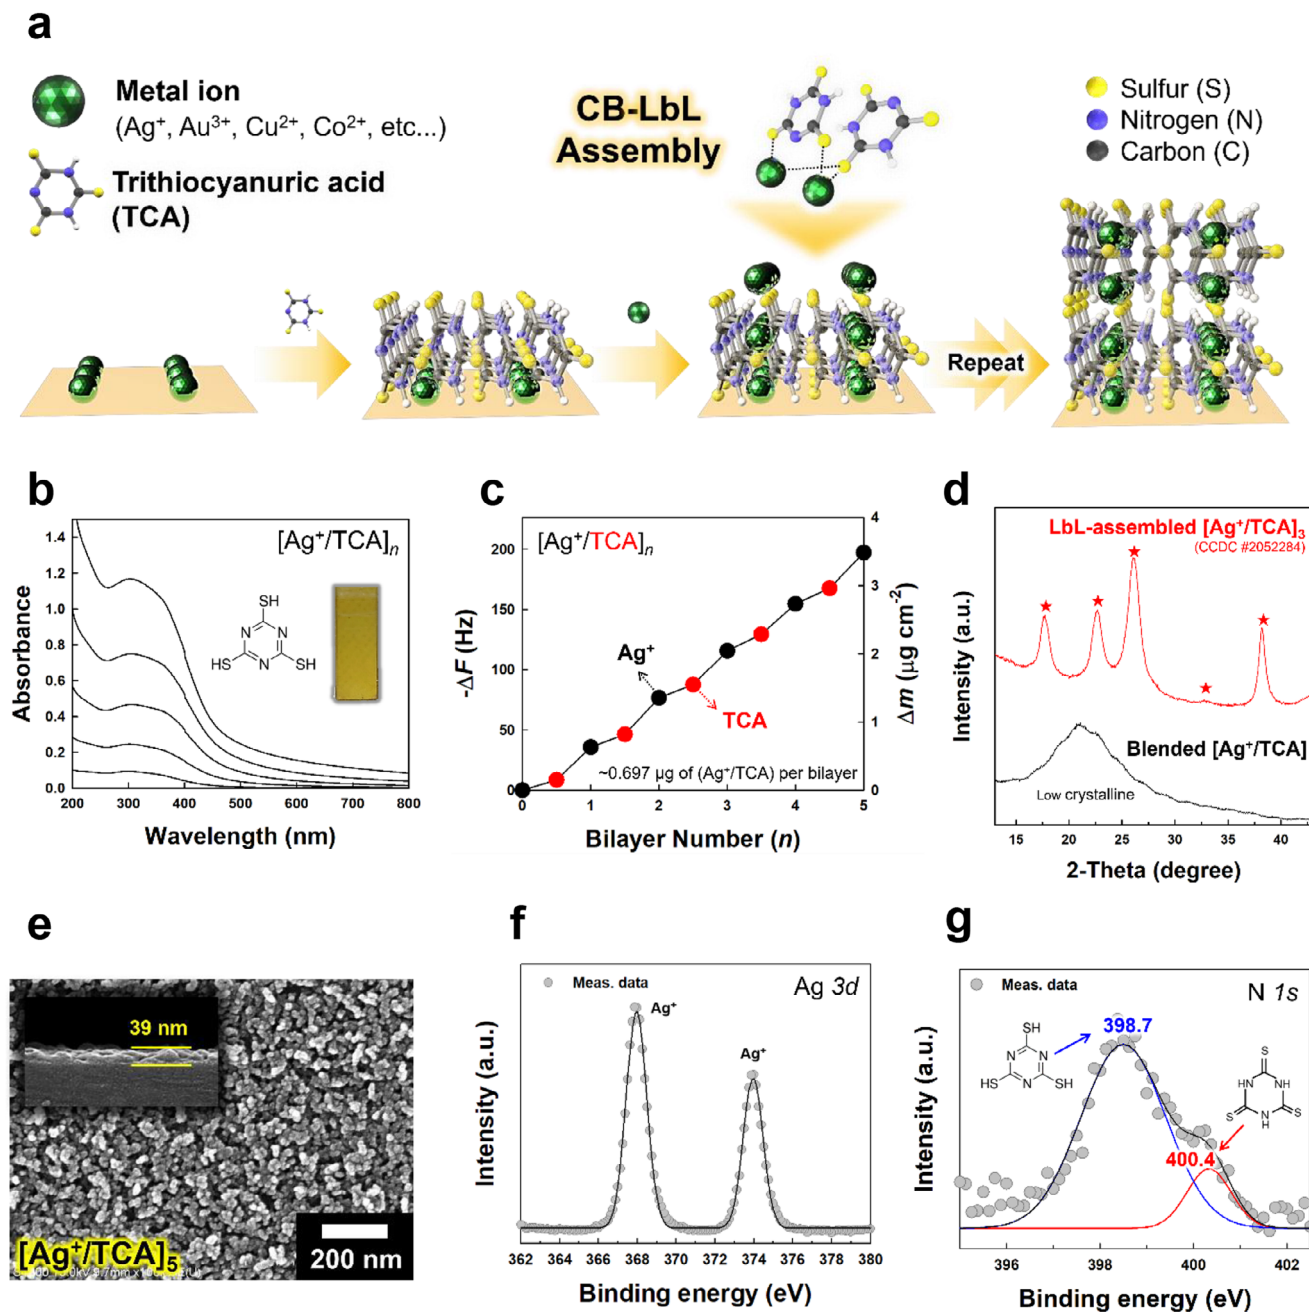 a
Metal ion
(Ag⁺, Au³⁺, Cu²⁺, Co²⁺, etc...)
Trithiocyanuric acid
(TCA)
CB-LbL
Assembly
Sulfur (S)
Nitrogen (N)
Carbon (C)
Repeat
b
[Ag⁺/TCA]ₙ
SH
N
N
HS
N
SH
1.4
1.2
1.0
0.8
0.6
0.4
0.2
0.0
200
300
400
500
600
700
800
Absorbance
Wavelength (nm)
c
[Ag⁺/TCA]ₙ
Ag⁺
TCA
~0.697 μg of (Ag⁺/TCA) per bilayer
200
150
100
50
0
4
3
2
1
0
0
1
2
3
4
5
-ΔF (Hz)
Δm (μg cm⁻²)
Bilayer Number (n)
d
LbL-assembled [Ag⁺/TCA]₃
(CCDC #2052284)
Blended [Ag⁺/TCA]
Low crystalline
15
20
25
30
35
40
Intensity (a.u.)
2-Theta (degree)
e
39 nm
[Ag⁺/TCA]₅
200 nm
f
Meas. data
Ag 3d
Ag⁺
Ag⁺
362
364
366
368
370
372
374
376
378
380
Intensity (a.u.)
Binding energy (eV)
g
Meas. data
N 1s
398.7
400.4
SH
N
N
HS
N
SH
S
HN
NH
S
N
H
S
396
398
400
402
Intensity (a.u.)
Binding energy (eV)